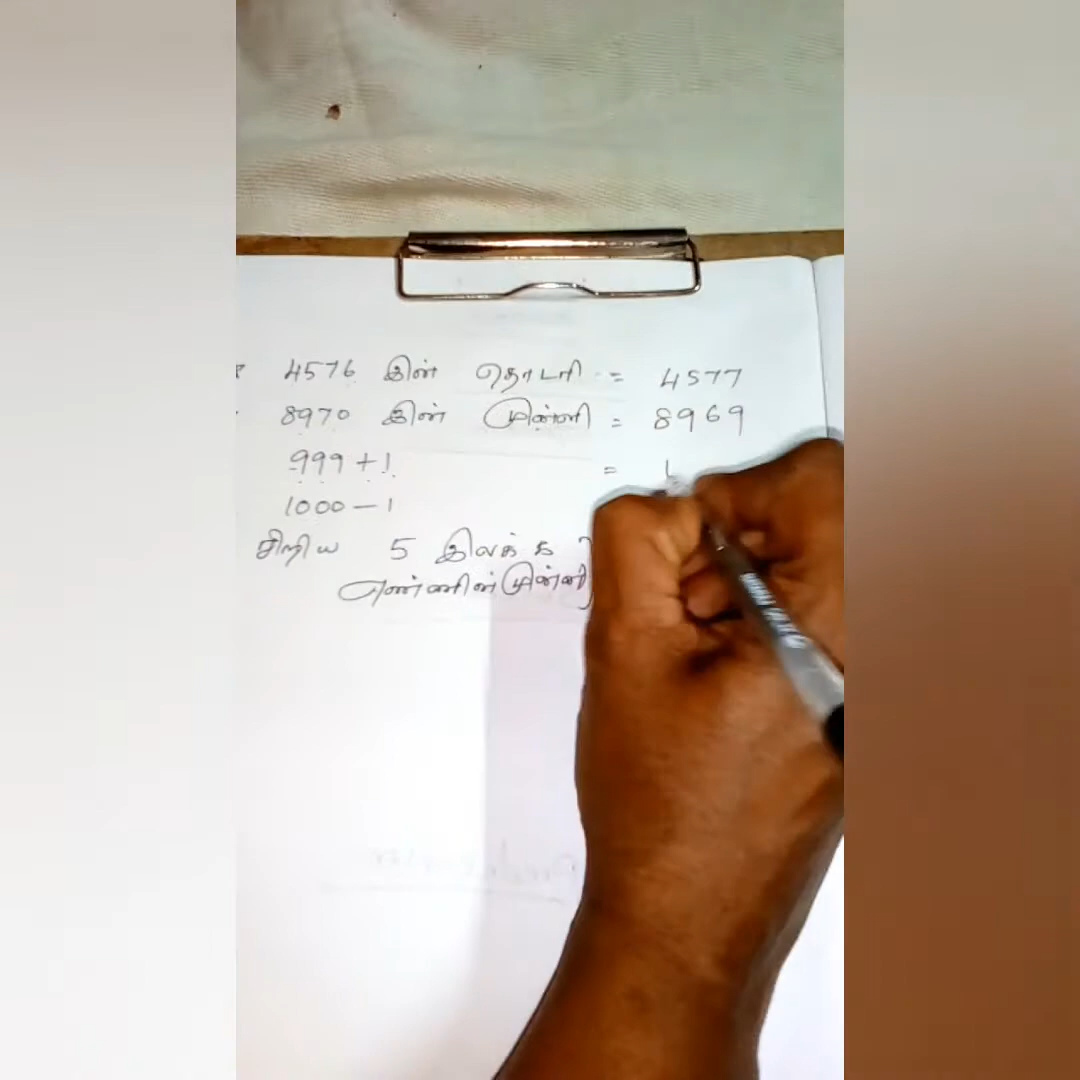 4576 இன் தொடரி = 4577
8970 இன் முன்னி = 8969
999 + 1 = 1
1000 – 1
சிறிய 5 இலக்க
எண்ணின் முன்னி